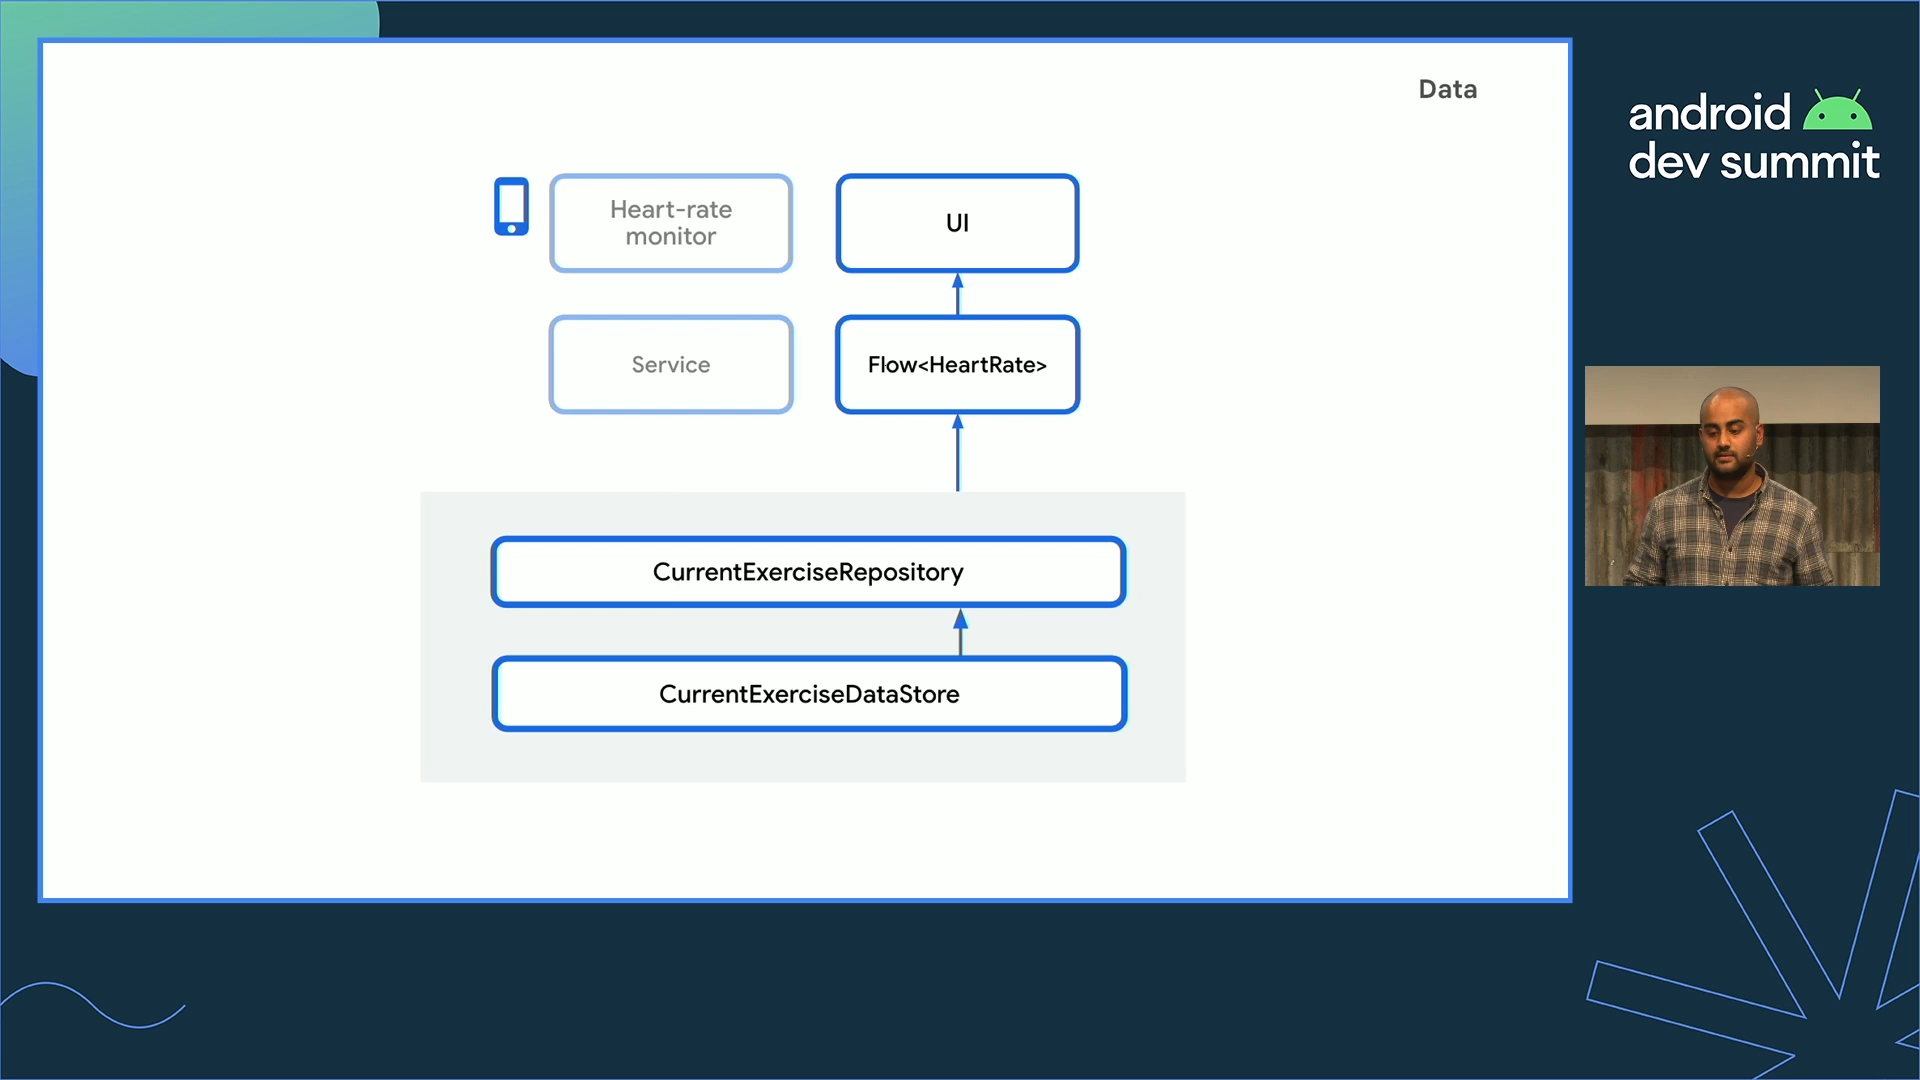 Data
android
dev summit
Heart-rate
monitor
UI
Service
Flow<HeartRate>
CurrentExerciseRepository
CurrentExerciseDataStore